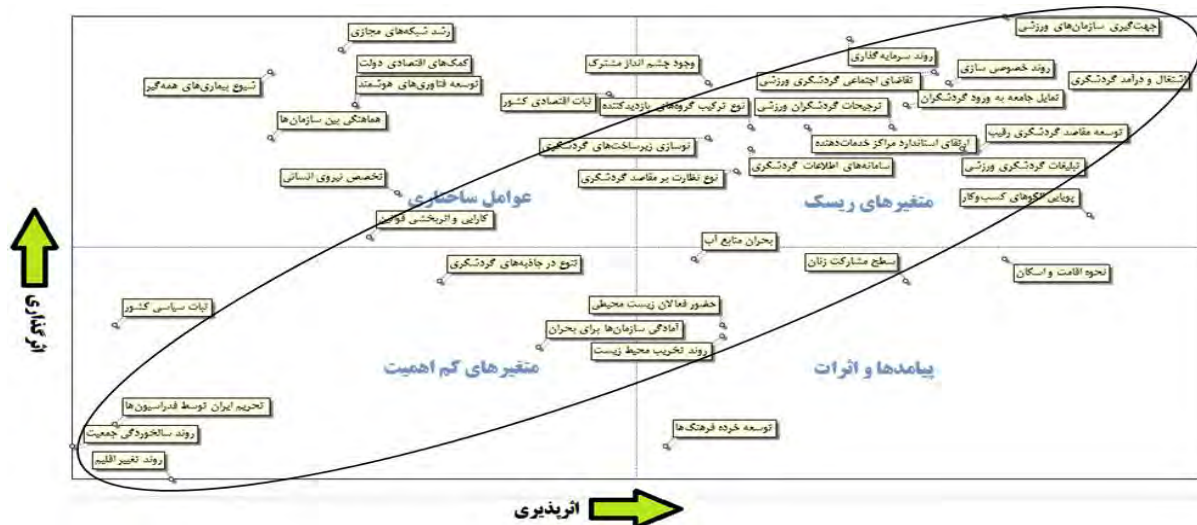 جهت‌گیری سازمان‌های ورزشی
رشد شبکه‌های مجازی
روند سرمایه گذاری
کمک‌های اقتصادی دولت
وجود چشم انداز مشترک
روند خصوصی سازی
تقاضای اجتماعی گردشگری ورزشی
اشتغال و درآمد گردشگری
شیوع بیماری‌های همه‌گیر
توسعه فناوری‌های هوشمند
ثبات اقتصادی کشور
نوع ترکیب گروه‌های بازدیدکننده
ترجیحات گردشگران ورزشی
تمایل جامعه به ورود گردشگران
هماهنگی بین سازمان‌ها
توسعه مقاصد گردشگری رقیب
ارتقای استاندارد مراکز خدمات‌دهنده
نوسازی زیرساخت‌های گردشگری
تبلیغات گردشگری ورزشی
سامانه‌های اطلاعات گردشگری
نوع نظارت بر مقاصد گردشگری
تخصص نیروی انسانی
پویایی الگوهای کسب‌وکار
متغیرهای ریسک
عوامل ساختاری
کارایی و اثربخشی قوانین
بحران منابع آب
سطح مشارکت زنان
نحوه اقامت و اسکان
تنوع در جاذبه‌های گردشگری
ثبات سیاسی کشور
حضور فعالان زیست محیطی
آمادگی سازمان‌ها برای بحران
روند تخریب محیط زیست
پیامدها و اثرات
متغیرهای کم اهمیت
تحریم ایران توسط فدراسیون‌ها
توسعه خرده فرهنگ‌ها
روند سالخوردگی جمعیت
روند تغییر اقلیم
اثرگذاری
اثرپذیری